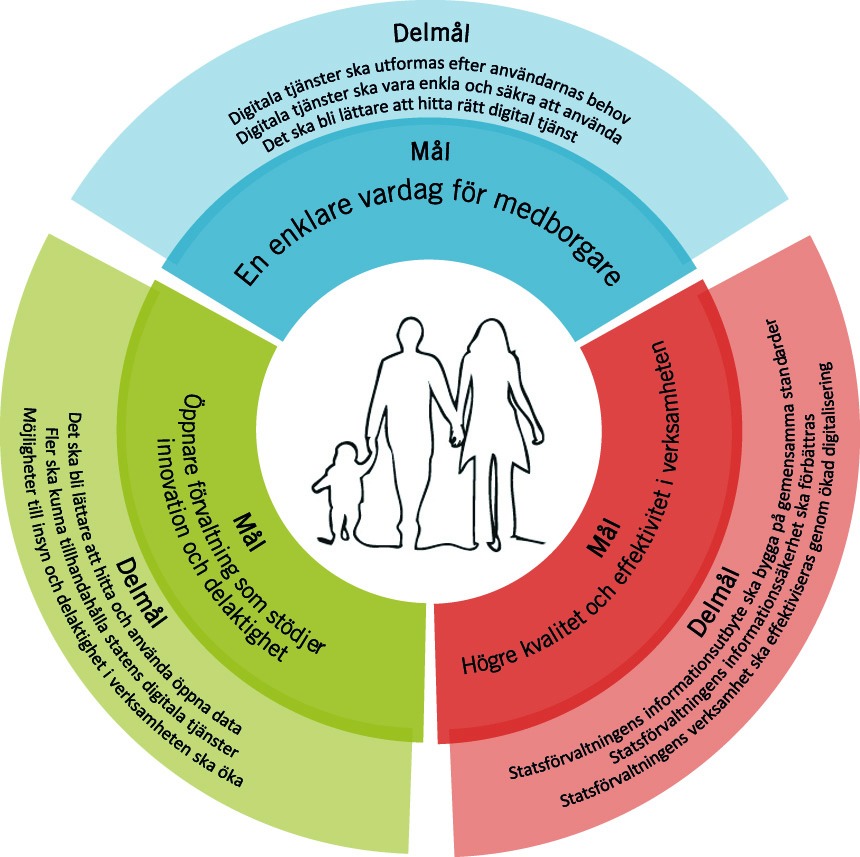 Delmål
Digitala tjänster ska utformas efter användarnas behov
Digitala tjänster ska vara enkla och säkra att använda
Det ska bli lättare att hitta rätt digital tjänst
Mål
En enklare vardag för medborgare
Mål
Högre kvalitet och effektivitet i verksamheten
Delmål
Statsförvaltningens informationsutbyte ska bygga på gemensamma standarder
Statsförvaltningens informationssäkerhet ska förbättras
Statsförvaltningens verksamhet ska effektiviseras genom ökad digitalisering
Mål
Öppnare förvaltning som stödjer
innovation och delaktighet
Delmål
Det ska bli lättare att hitta och använda öppna data
Fler ska kunna tillhandahålla statens digitala tjänster
Möjligheter till insyn och delaktighet i verksamheten ska öka